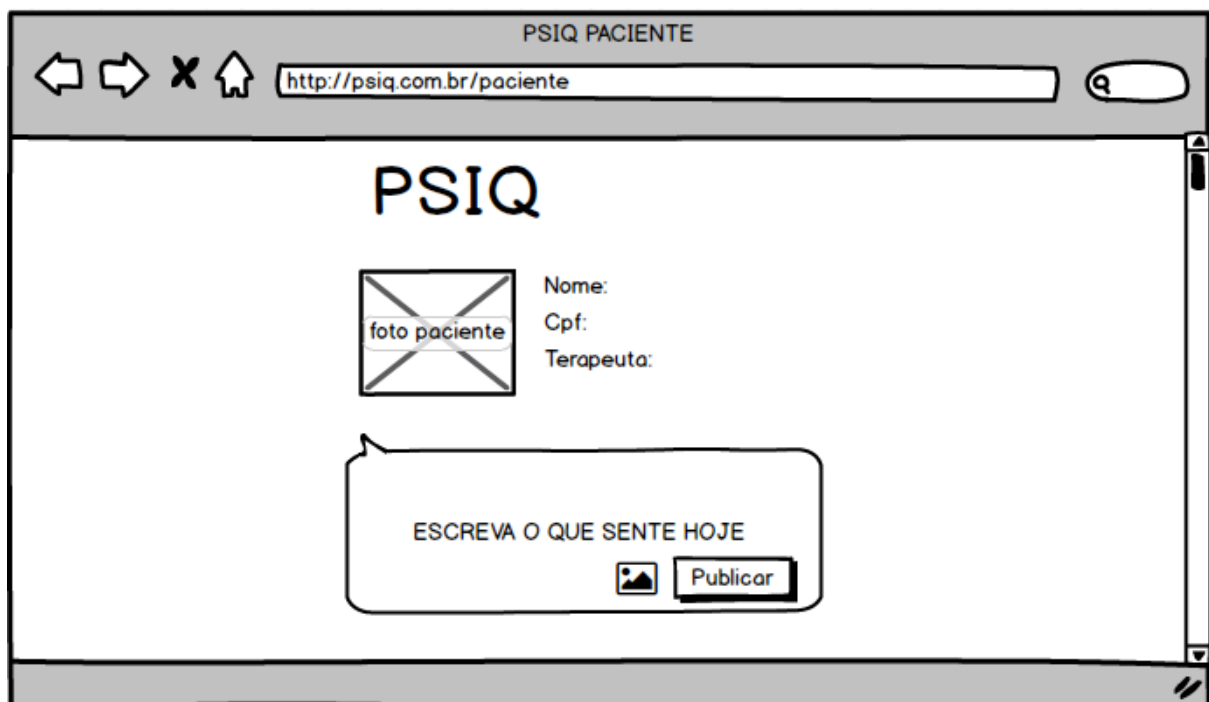 PSIQ PACIENTE
http://psiq.com.br/paciente
PSIQ
foto paciente
Nome:
Cpf:
Terapeuta:
ESCREVA O QUE SENTE HOJE
Publicar